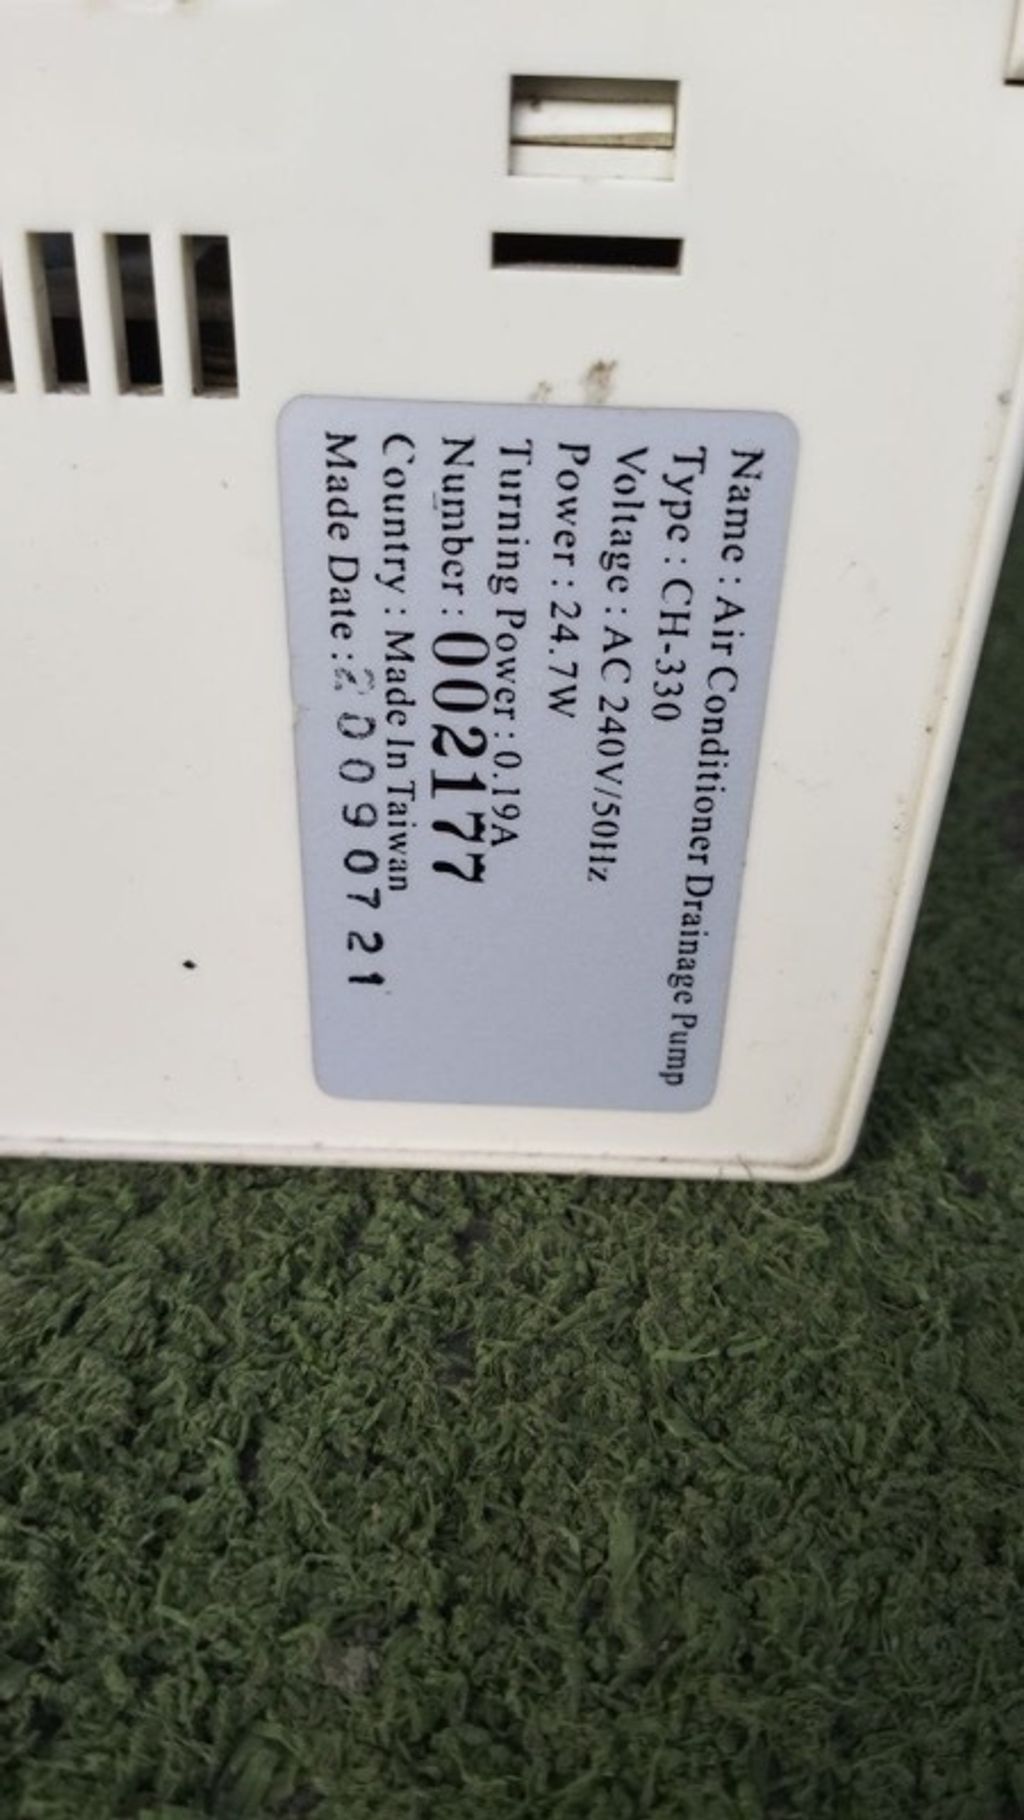 Name : Air Conditioner Drainage Pump
Type : CH-330
Voltage : AC 240V/50Hz
Power : 24.7W
Turning Power : 0.19A
Number : 002177
Country : Made In Taiwan
Made Date : 20090721